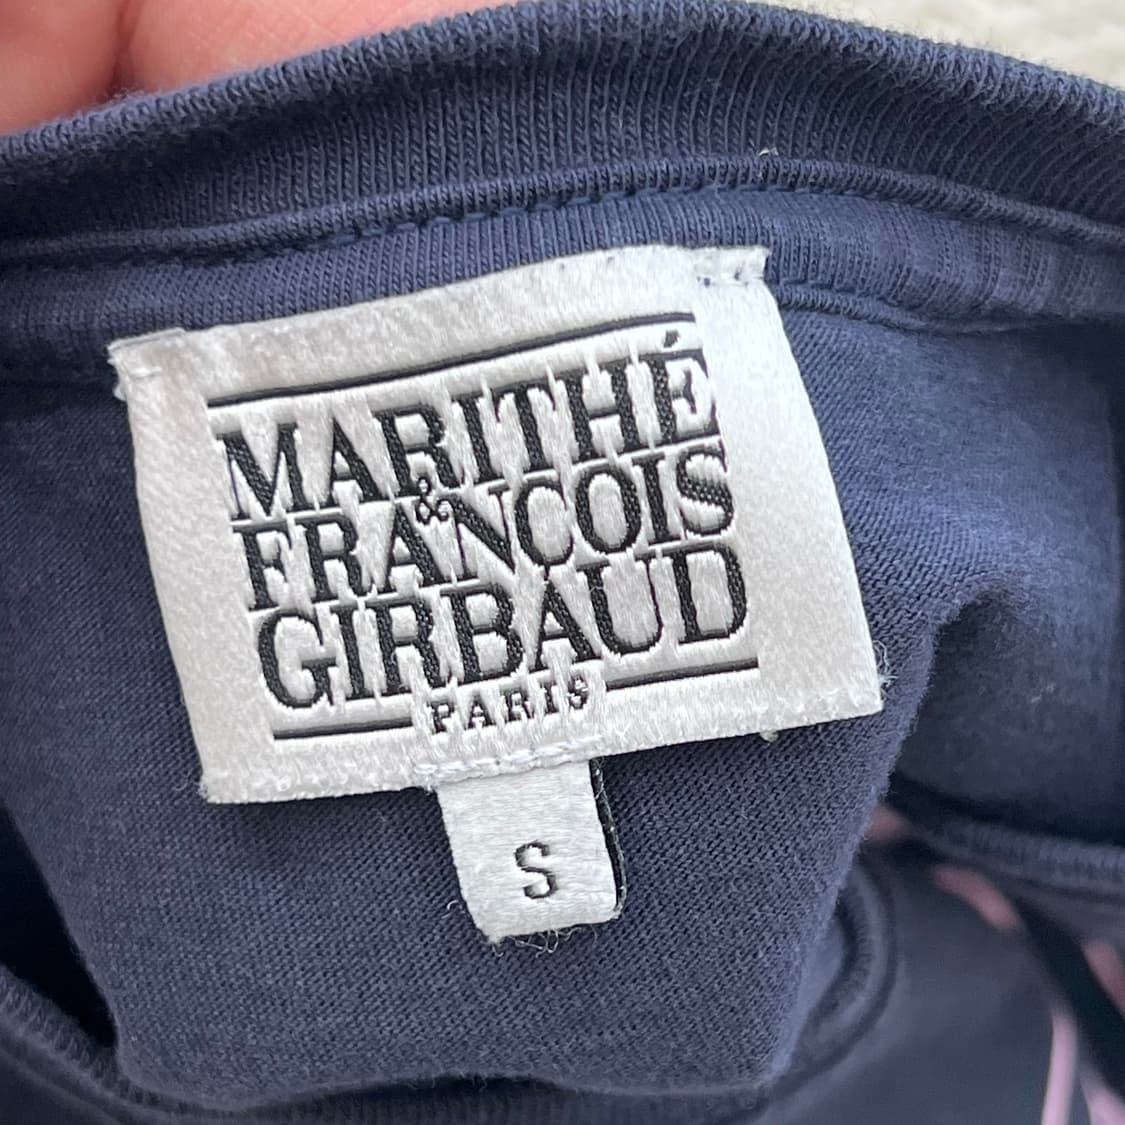 MARITHÉ
&
FRANÇOIS
GIRBAUD
PARIS
S